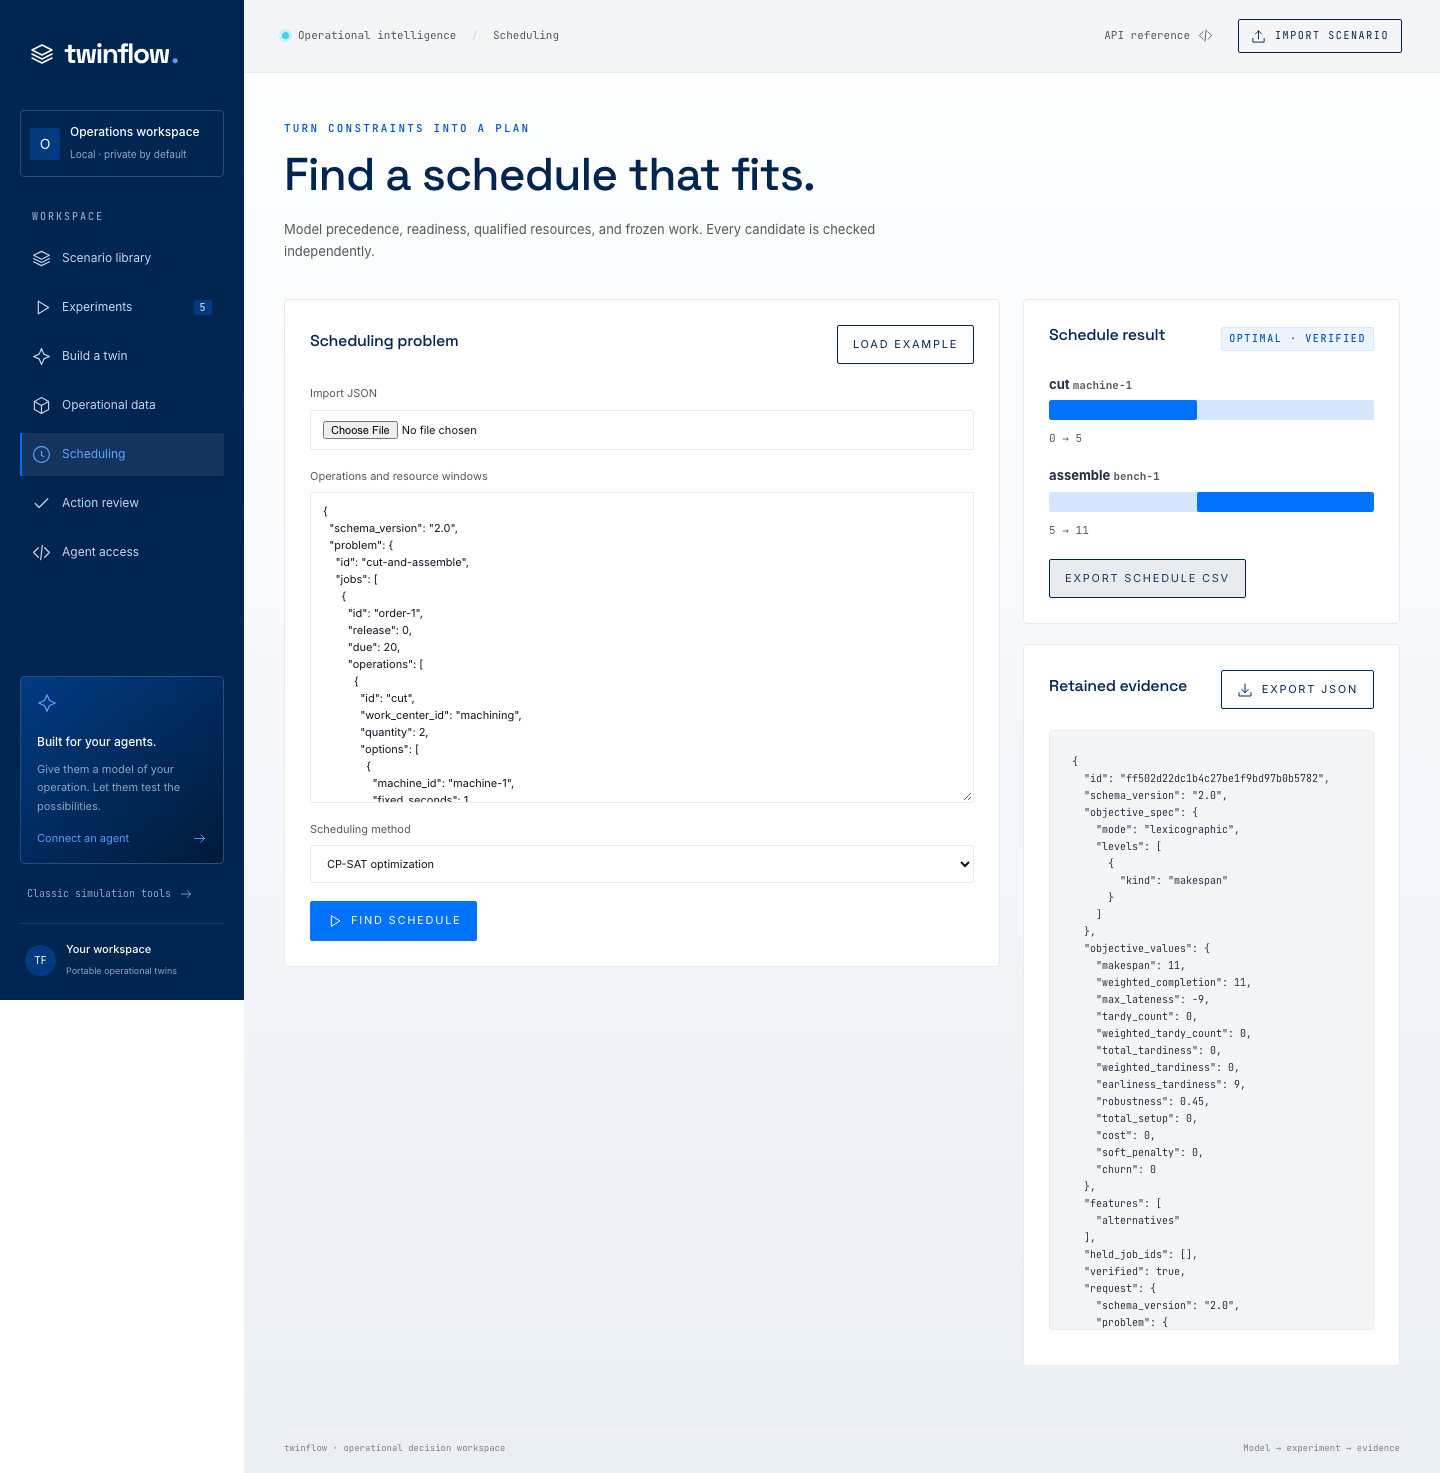 twinflow.
O
Operations workspace
Local · private by default
WORKSPACE
Scenario library
Experiments
5
Build a twin
Operational data
Scheduling
Action review
Agent access
Built for your agents.
Give them a model of your
operation. Let them test the
possibilities.
Connect an agent →
Classic simulation tools →
TF
Your workspace
Portable operational twins
Operational intelligence / Scheduling
API reference </>
IMPORT SCENARIO
TURN CONSTRAINTS INTO A PLAN
Find a schedule that fits.
Model precedence, readiness, qualified resources, and frozen work. Every candidate is checked
independently.
Scheduling problem
LOAD EXAMPLE
Import JSON
Choose File No file chosen
Operations and resource windows
{
"schema_version": "2.0",
"problem": {
"id": "cut-and-assemble",
"jobs": [
{
"id": "order-1",
"release": 0,
"due": 20,
"operations": [
{
"id": "cut",
"work_center_id": "machining",
"quantity": 2,
"options": [
{
"machine_id": "machine-1",
"fixed_seconds": 1
Scheduling method
CP-SAT optimization
FIND SCHEDULE
Schedule result
OPTIMAL · VERIFIED
cut machine-1
0 → 5
assemble bench-1
5 → 11
EXPORT SCHEDULE CSV
Retained evidence
EXPORT JSON
{
"id": "ff502d22dc1b4c27be1f9bd97b0b5782",
"schema_version": "2.0",
"objective_spec": {
"mode": "lexicographic",
"levels": [
{
"kind": "makespan"
}
]
},
"objective_values": {
"makespan": 11,
"weighted_completion": 11,
"max_lateness": -9,
"tardy_count": 0,
"weighted_tardy_count": 0,
"total_tardiness": 0,
"weighted_tardiness": 0,
"earliness_tardiness": 9,
"robustness": 0.45,
"total_setup": 0,
"cost": 0,
"soft_penalty": 0,
"churn": 0
},
"features": [
"alternatives"
],
"held_job_ids": [],
"verified": true,
"request": {
"schema_version": "2.0",
"problem": {
twinflow · operational decision workspace
Model → experiment → evidence